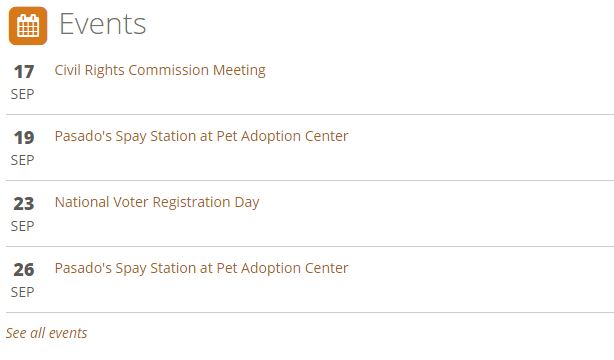 Events
17
SEP
Civil Rights Commission Meeting
19
SEP
Pasado's Spay Station at Pet Adoption Center
23
SEP
National Voter Registration Day
26
SEP
Pasado's Spay Station at Pet Adoption Center
See all events